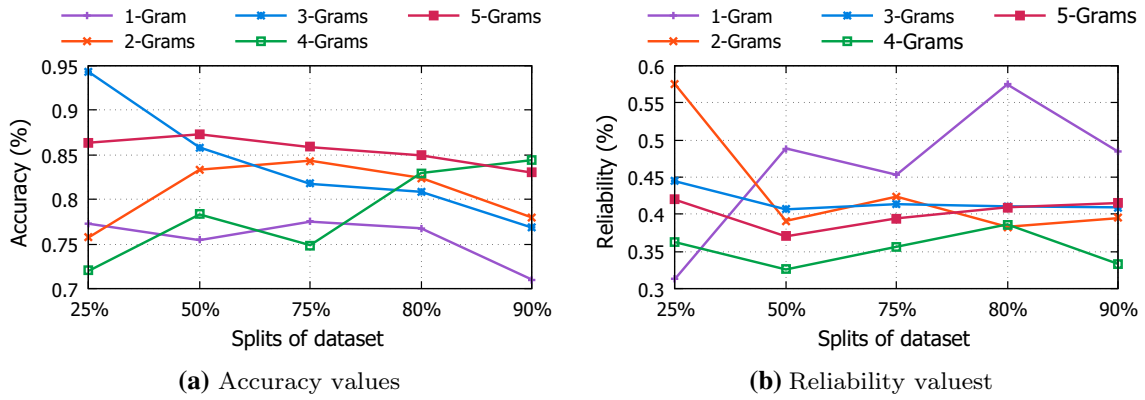 1-Gram 3-Grams 5-Grams
2-Grams 4-Grams
0.95
0.9
0.85
0.8
0.75
0.7
Accuracy (%)
25% 50% 75% 80% 90%
Splits of dataset
(a) Accuracy values
1-Gram 3-Grams 5-Grams
2-Grams 4-Grams
0.6
0.55
0.5
0.45
0.4
0.35
0.3
Reliability (%)
25% 50% 75% 80% 90%
Splits of dataset
(b) Reliability valuest